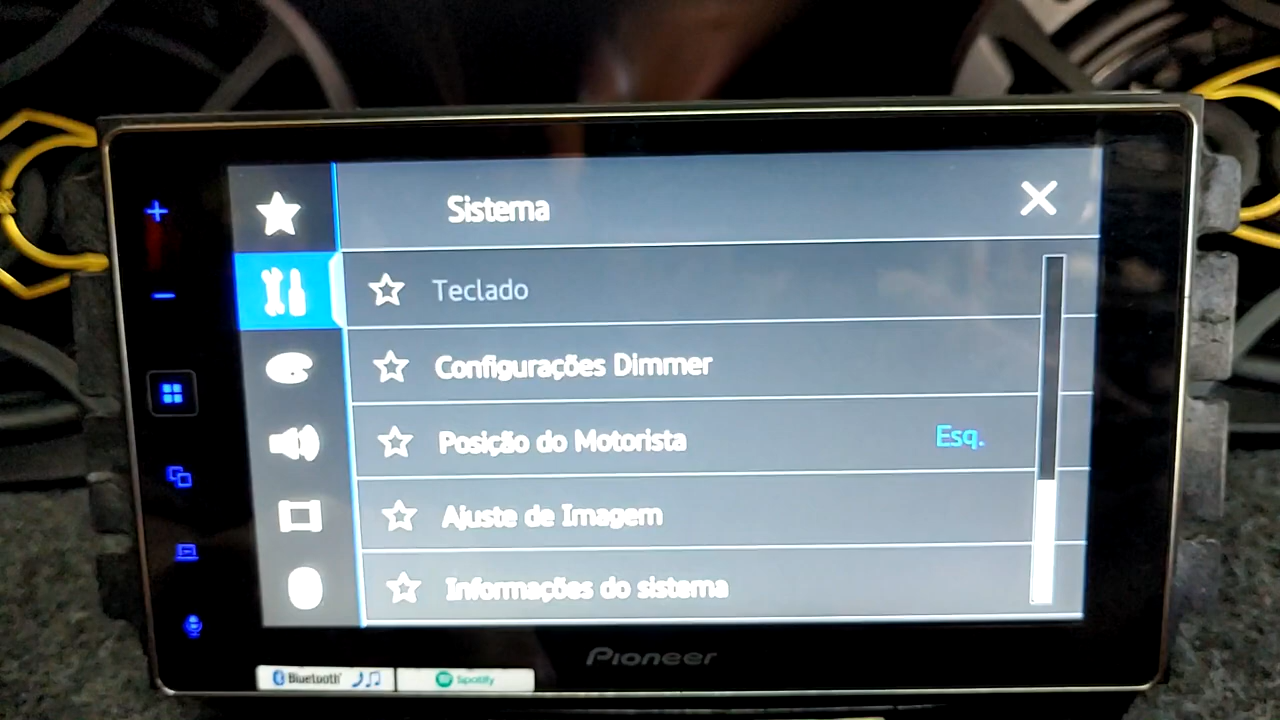 Sistema
Teclado
Configurações Dimmer
Posição do Motorista Esq.
Ajuste de Imagem
Informações do sistema
Pioneer
Bluetooth Spotify